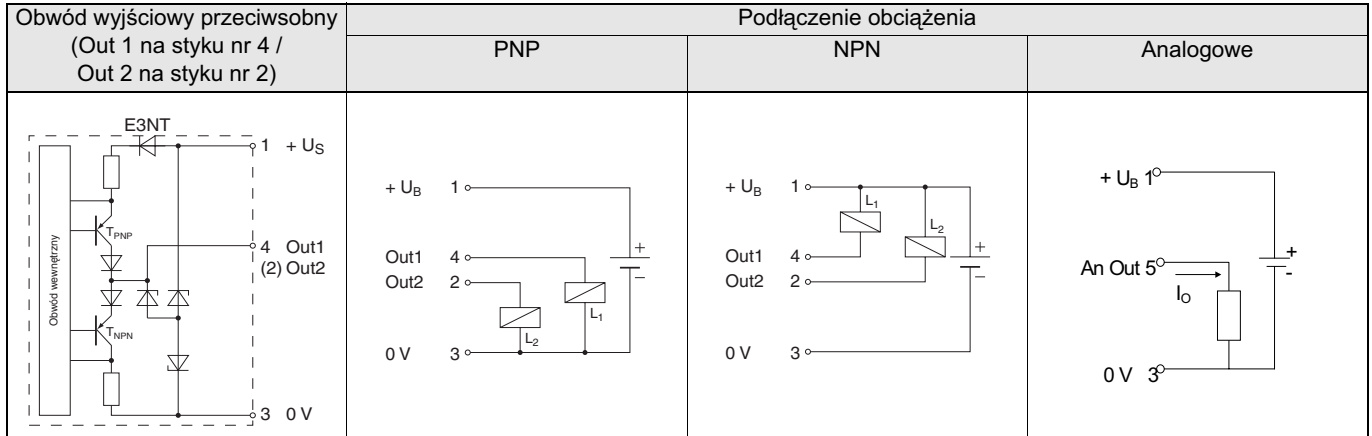 Obwód wyjściowy przeciwsobny
(Out 1 na styku nr 4 /
Out 2 na styku nr 2)
Podłączenie obciążenia
PNP
NPN
Analogowe
E3NT
1 + US
Obwód wewnętrzny
TPNP
4 Out1
(2) Out2
TNPN
3 0 V
+ UB 1
+
Out1 4
Out2 2
−
L1
L2
0 V 3
+ UB 1
L1
L2
+
Out1 4
Out2 2
−
0 V 3
+ UB 1
+
An Out 5
-
IO
0 V 3